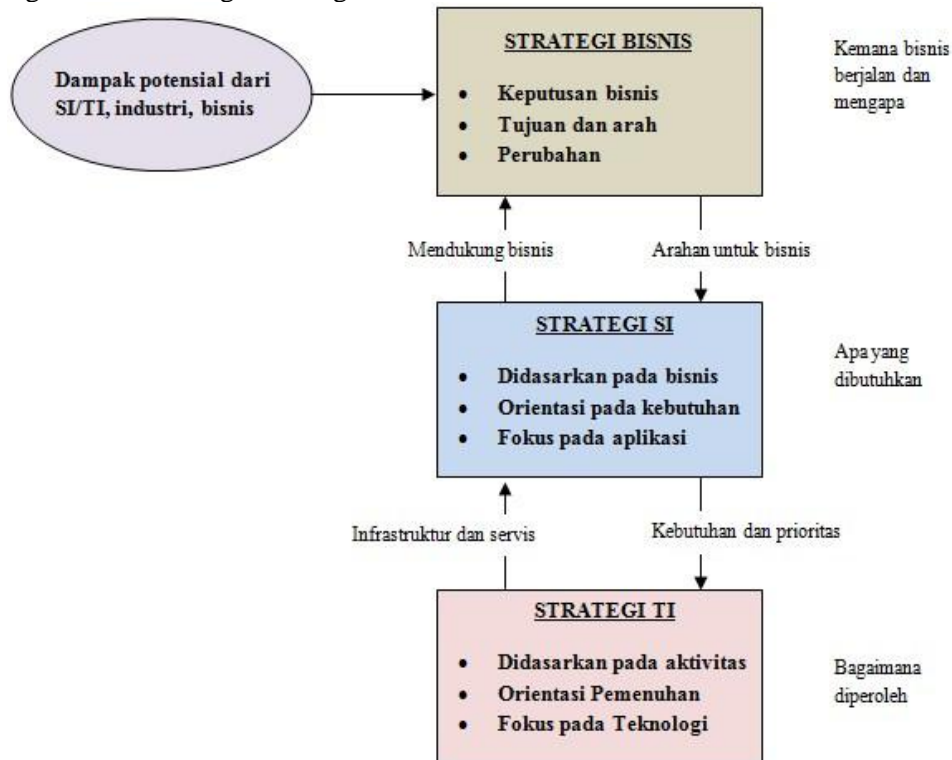 STRATEGI BISNIS
Dampak potensial dari
SI/TI, industri, bisnis
• Keputusan bisnis
• Tujuan dan arah
• Perubahan
Kemana bisnis
berjalan dan
mengapa
Mendukung bisnis
Arahan untuk bisnis
STRATEGI SI
• Didasarkan pada bisnis
• Orientasi pada kebutuhan
• Fokus pada aplikasi
Apa yang
dibutuhkan
Infrastruktur dan servis
Kebutuhan dan prioritas
STRATEGI TI
• Didasarkan pada aktivitas
• Orientasi Pemenuhan
• Fokus pada Teknologi
Bagaimana
diperoleh